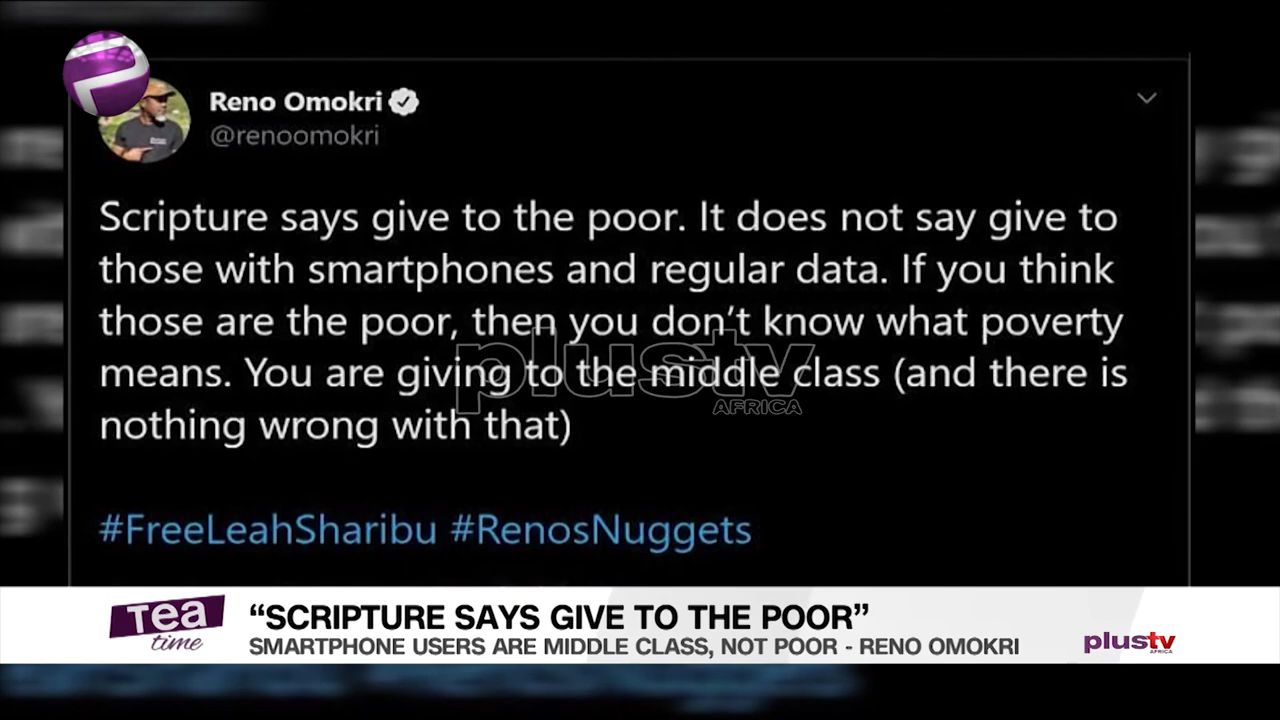 Reno Omokri
@renoomokri
Scripture says give to the poor. It does not say give to
those with smartphones and regular data. If you think
those are the poor, then you don’t know what poverty
means. You are giving to the middle class (and there is
nothing wrong with that)
plustv
AFRICA
#FreeLeahSharibu #RenosNuggets
Tea
time
“SCRIPTURE SAYS GIVE TO THE POOR”
SMARTPHONE USERS ARE MIDDLE CLASS, NOT POOR - RENO OMOKRI
plustv
AFRICA